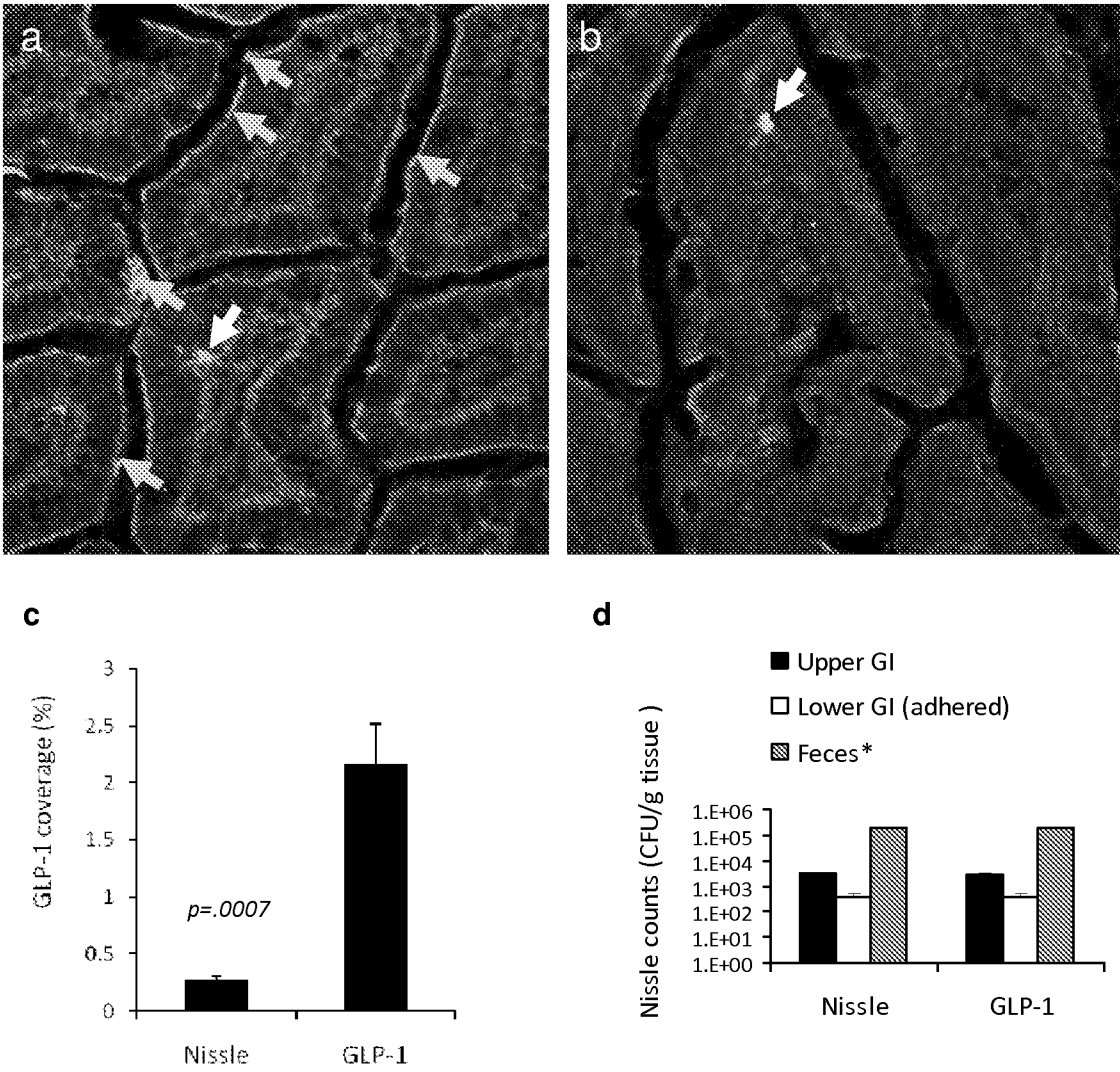 a
b
c
GLP-1 coverage (%)
3
2.5
2
1.5
1
0.5
0
p=.0007
Nissle
GLP-1
d
Upper GI
Lower GI (adhered)
Feces*
Nissle counts (CFU/g tissue )
1.E+06
1.E+05
1.E+04
1.E+03
1.E+02
1.E+01
1.E+00
Nissle
GLP-1